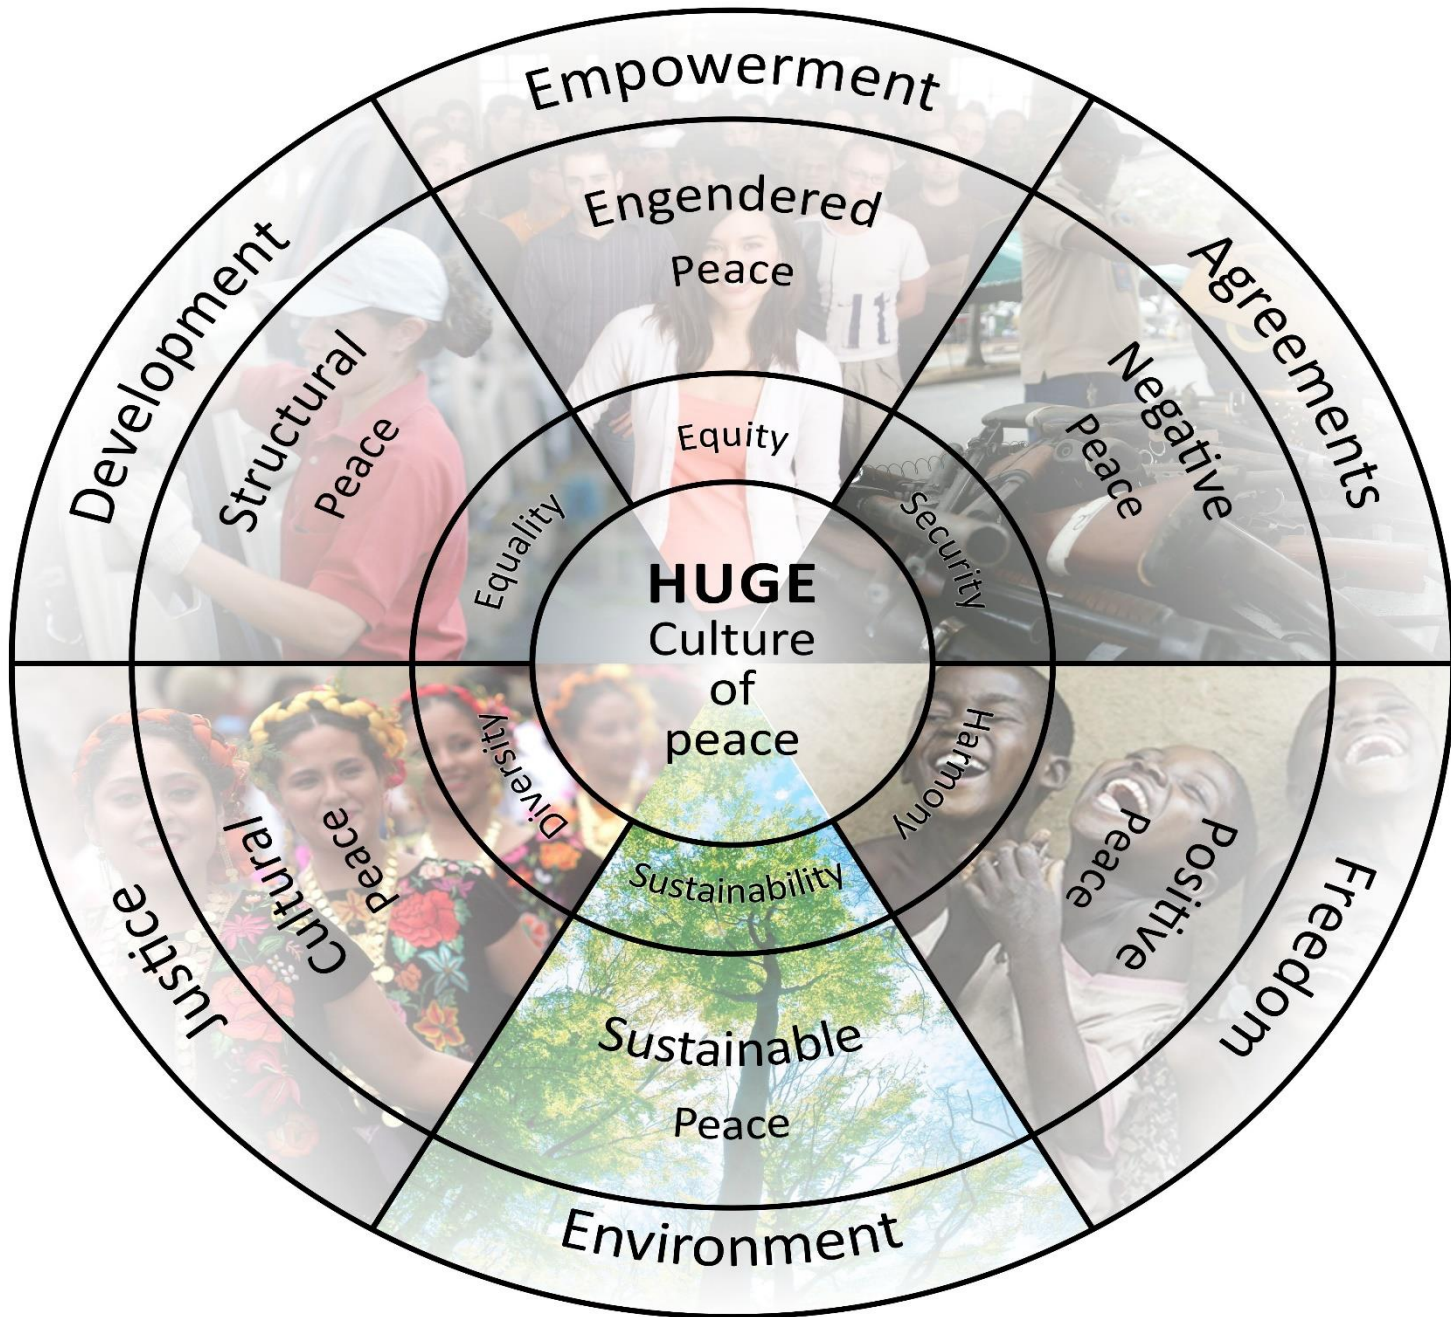 Empowerment
Engendered
Peace
Equity
Agreements
Negative
Peace
Security
Freedom
Positive
Peace
Harmony
Environment
Sustainable
Peace
Sustainability
Justice
Cultural
Peace
Diversity
Development
Structural
Peace
Equality
HUGE
Culture
of
peace